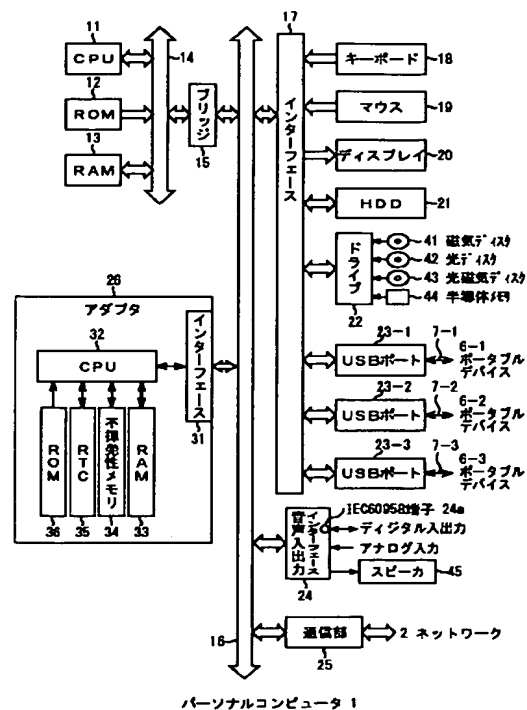 11
CPU
12
ROM
13
RAM
14
ブリッジ
15
17
インターフェース
キーボード 18
マウス 19
ディスプレイ 20
HDD 21
ドライブ
22
41 磁気ディスク
42 光ディスク
43 光磁気ディスク
44 半導体メモリ
23-1
USBポート
7-1
6-1
ポータブル
デバイス
23-2
USBポート
7-2
6-2
ポータブル
デバイス
23-3
USBポート
7-3
6-3
ポータブル
デバイス
26
アダプタ
32
CPU
インターフェース
31
ROM
36
RTC
35
不揮発性メモリ
34
RAM
33
音声入出力
インターフェース
24
IEC60958端子 24a
ディジタル入出力
アナログ入力
スピーカ 45
16
通信部
25
2 ネットワーク
パーソナルコンピュータ 1